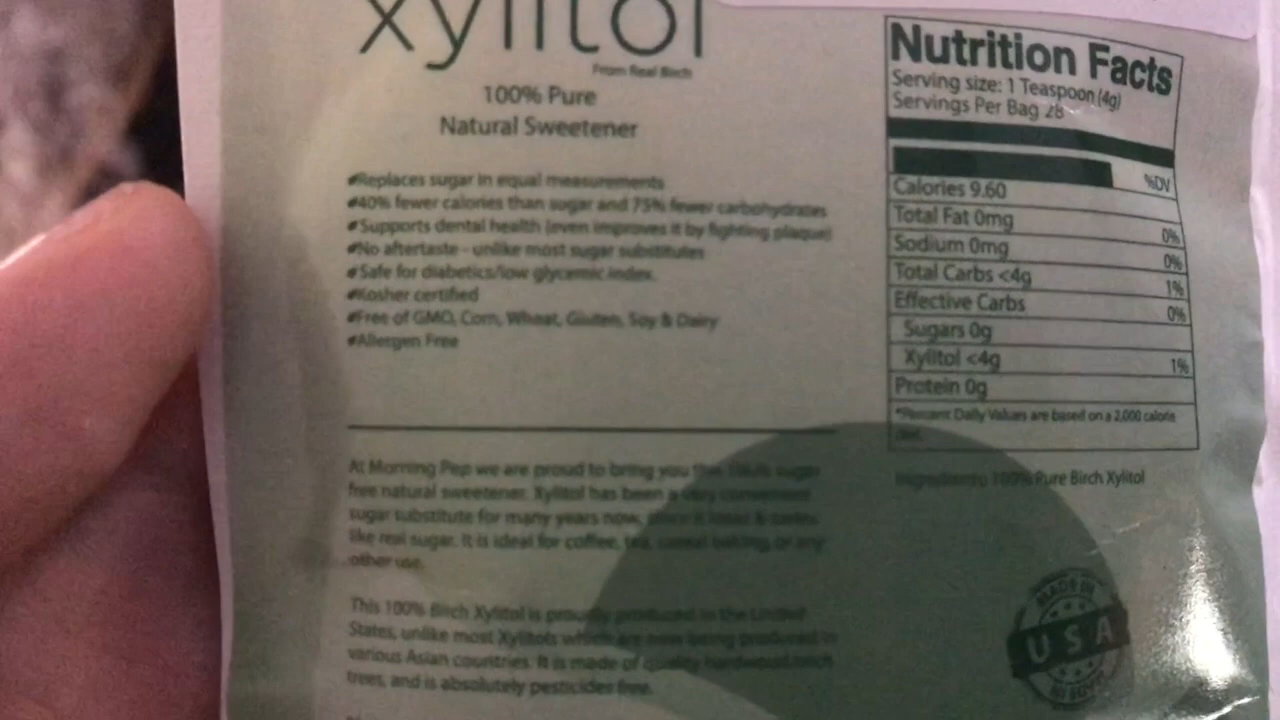 xylitol
From Real Birch
100% Pure
Natural Sweetener
Replaces sugar in equal measurements
40% fewer calories than sugar and 75% fewer carbohydrates
Supports dental health (even improves it by fighting plaque)
No aftertaste - unlike most sugar substitutes
Safe for diabetics/low glycemic index.
Kosher certified
Free of GMO, Corn, Wheat, Gluten, Soy & Dairy
Allergen Free
At Morning Pep we are proud to bring you this sugar
free natural sweetener. Xylitol has been a very convenient
sugar substitute for many years now, since it looks & tastes
like real sugar. It is ideal for coffee, tea, cereal baking, or any
other use.
This 100% Birch Xylitol is proudly produced in the United
States, unlike most Xylitols which are now being produced in
various Asian countries. It is made of quality hardwood birch
trees, and is absolutely pesticides free.
Nutrition Facts
Serving size: 1 Teaspoon (4g)
Servings Per Bag 28
%DV
Calories 9.60
Total Fat 0mg 0%
Sodium 0mg 0%
Total Carbs <4g 1%
Effective Carbs 0%
Sugars 0g
Xylitol <4g 1%
Protein 0g
*Percent Daily Values are based on a 2,000 calorie
diet.
Ingredients: 100% Pure Birch Xylitol
MADE IN
USA